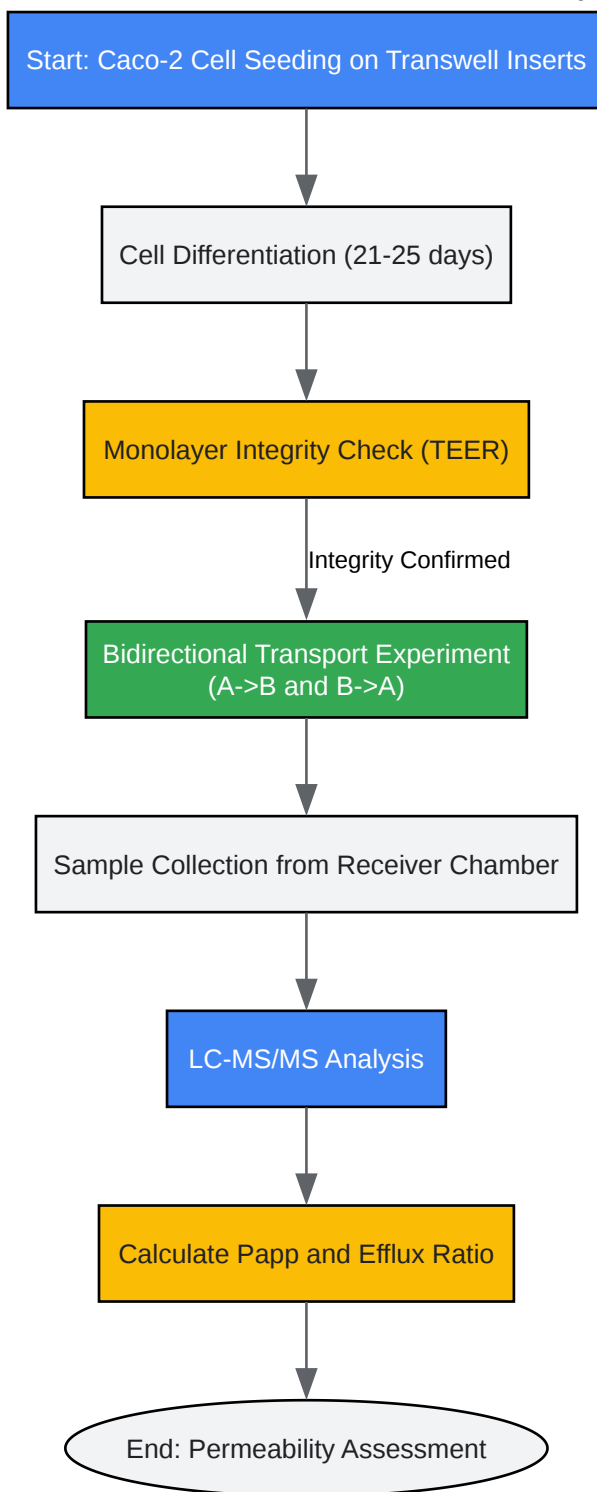 Start: Caco-2 Cell Seeding on Transwell Inserts
Cell Differentiation (21-25 days)
Monolayer Integrity Check (TEER)
Integrity Confirmed
Bidirectional Transport Experiment
(A->B and B->A)
Sample Collection from Receiver Chamber
LC-MS/MS Analysis
Calculate Papp and Efflux Ratio
End: Permeability Assessment